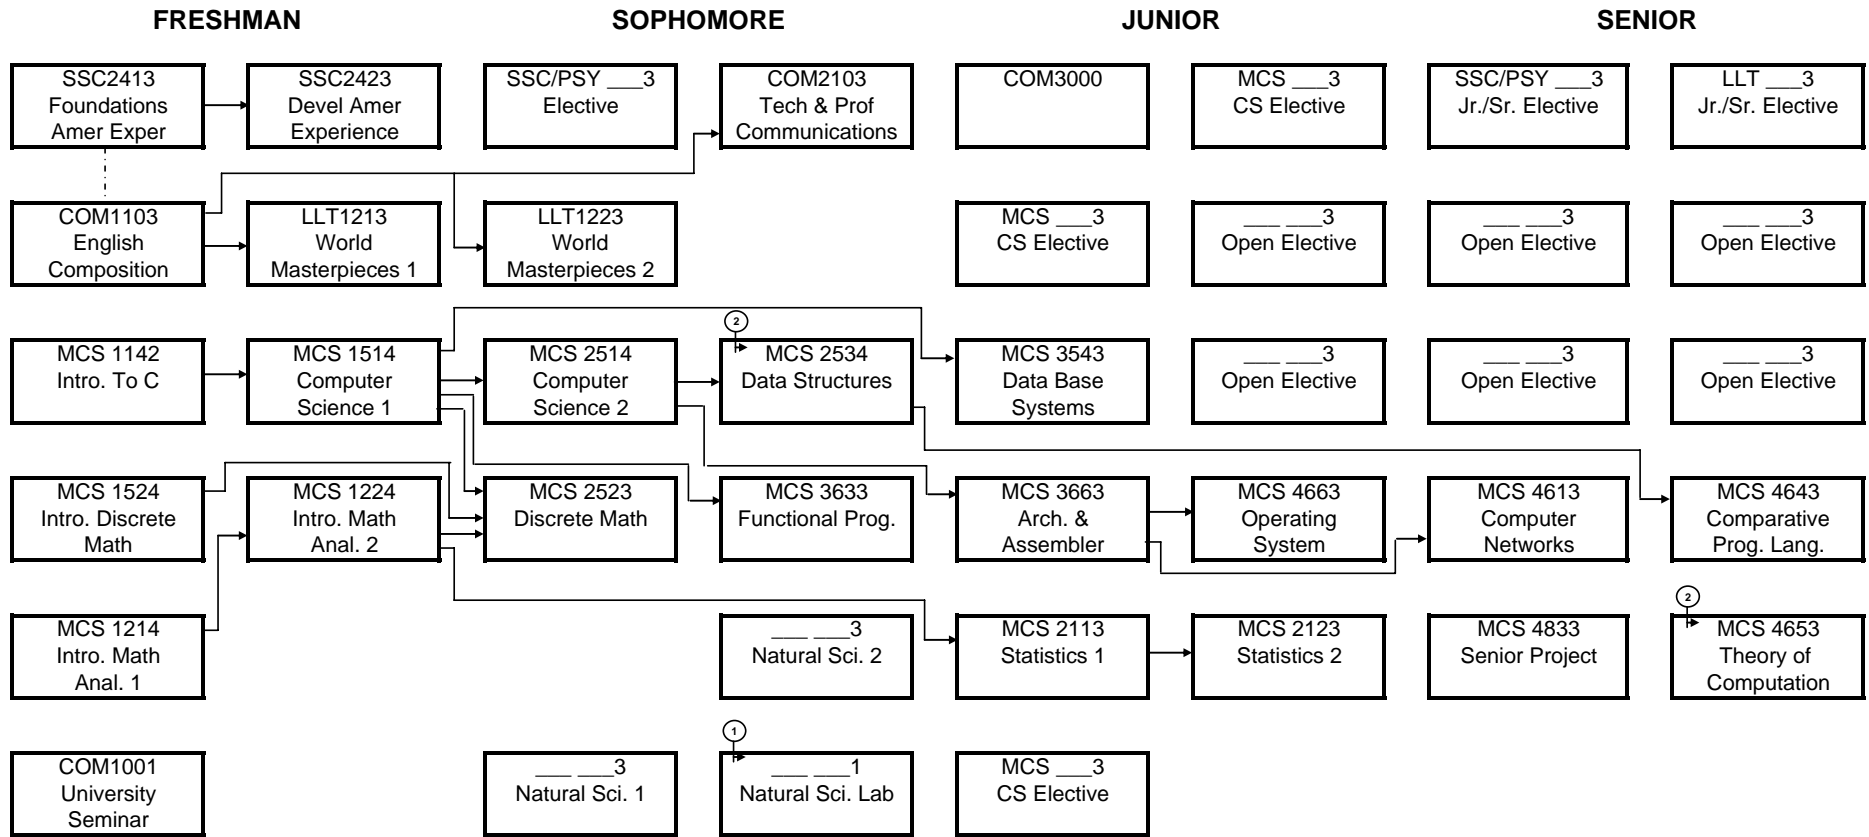 FRESHMAN
SOPHOMORE
JUNIOR
SENIOR
SSC2413
Foundations
Amer Exper
SSC2423
Devel Amer
Experience
SSC/PSY ___3
Elective
COM2103
Tech & Prof
Communications
COM3000
MCS ___3
CS Elective
SSC/PSY ___3
Jr./Sr. Elective
LLT ___3
Jr./Sr. Elective
COM1103
English
Composition
LLT1213
World
Masterpieces 1
LLT1223
World
Masterpieces 2
MCS ___3
CS Elective
___ ___3
Open Elective
___ ___3
Open Elective
___ ___3
Open Elective
MCS 1142
Intro. To C
MCS 1514
Computer
Science 1
MCS 2514
Computer
Science 2
2
MCS 2534
Data Structures
MCS 3543
Data Base
Systems
___ ___3
Open Elective
___ ___3
Open Elective
___ ___3
Open Elective
MCS 1524
Intro. Discrete
Math
MCS 1224
Intro. Math
Anal. 2
MCS 2523
Discrete Math
MCS 3633
Functional Prog.
MCS 3663
Arch. &
Assembler
MCS 4663
Operating
System
MCS 4613
Computer
Networks
MCS 4643
Comparative
Prog. Lang.
MCS 1214
Intro. Math
Anal. 1
___ ___3
Natural Sci. 2
MCS 2113
Statistics 1
MCS 2123
Statistics 2
MCS 4833
Senior Project
2
MCS 4653
Theory of
Computation
COM1001
University
Seminar
___ ___3
Natural Sci. 1
1
___ ___1
Natural Sci. Lab
MCS ___3
CS Elective